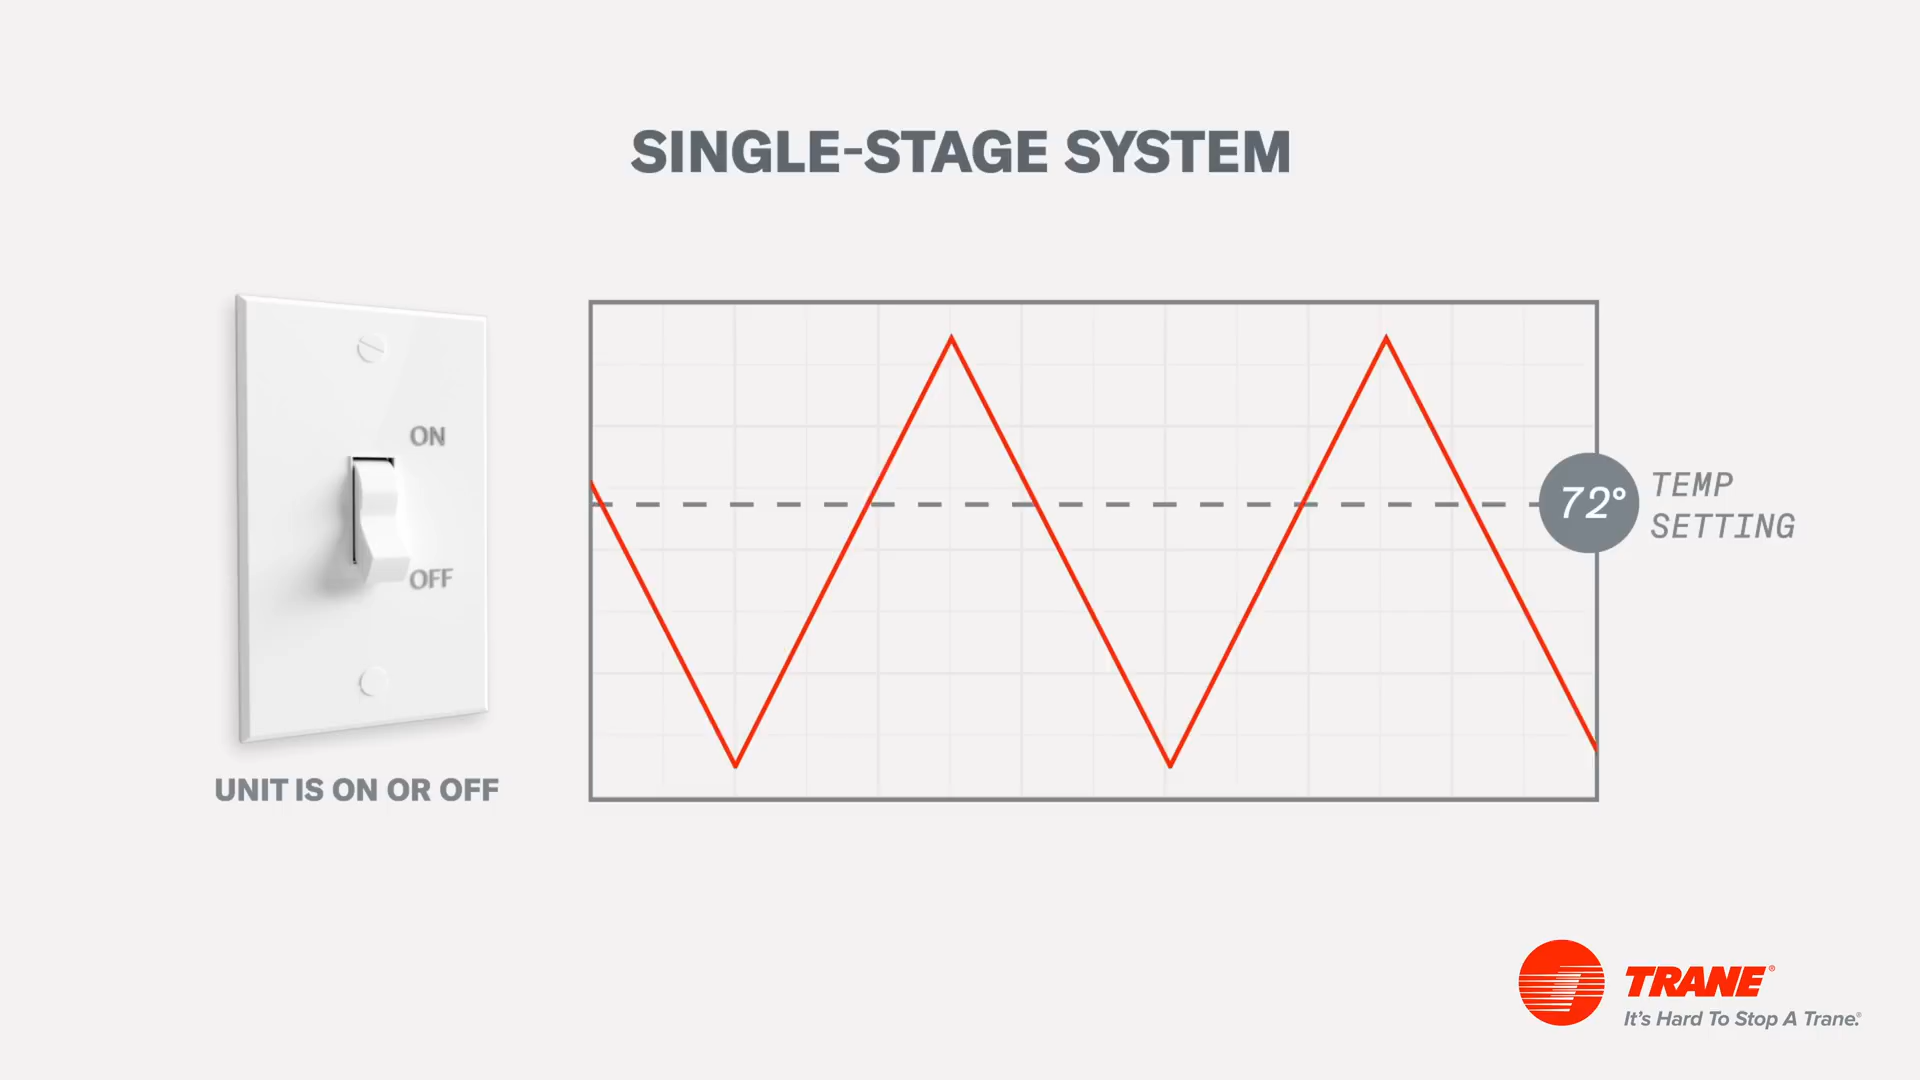 SINGLE-STAGE SYSTEM
ON
OFF
UNIT IS ON OR OFF
72°
TEMP
SETTING
TRANE®
It's Hard To Stop A Trane.®